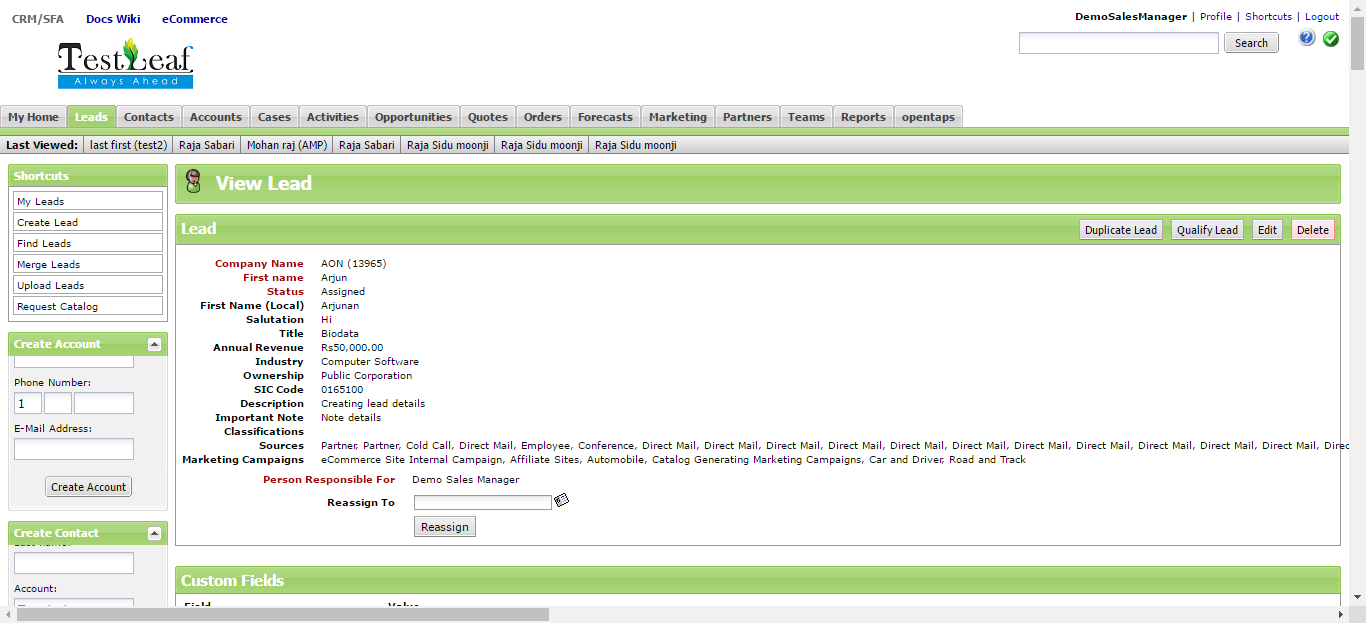 CRM/SFA Docs Wiki eCommerce
DemoSalesManager | Profile | Shortcuts | Logout
TestLeaf
Always Ahead
Search
My Home Leads Contacts Accounts Cases Activities Opportunities Quotes Orders Forecasts Marketing Partners Teams Reports opentaps
Last Viewed: last first (test2) Raja Sabari Mohan raj (AMP) Raja Sabari Raja Sidu moonji Raja Sidu moonji Raja Sidu moonji
Shortcuts
My Leads
Create Lead
Find Leads
Merge Leads
Upload Leads
Request Catalog
Create Account
Phone Number:
1
E-Mail Address:
Create Account
Create Contact
Account:
View Lead
Lead
Duplicate Lead Qualify Lead Edit Delete
Company Name AON (13965)
First name Arjun
Status Assigned
First Name (Local) Arjunan
Salutation Hi
Title Biodata
Annual Revenue Rs50,000.00
Industry Computer Software
Ownership Public Corporation
SIC Code 0165100
Description Creating lead details
Important Note Note details
Classifications
Sources Partner, Partner, Cold Call, Direct Mail, Employee, Conference, Direct Mail, Direct Mail, Direct Mail, Direct Mail, Direct Mail, Direct Mail, Direct Mail, Direct Mail, Direct Mail, Direct Mail, Direct Mail, Direc
Marketing Campaigns eCommerce Site Internal Campaign, Affiliate Sites, Automobile, Catalog Generating Marketing Campaigns, Car and Driver, Road and Track
Person Responsible For Demo Sales Manager
Reassign To
Reassign
Custom Fields
Field Value